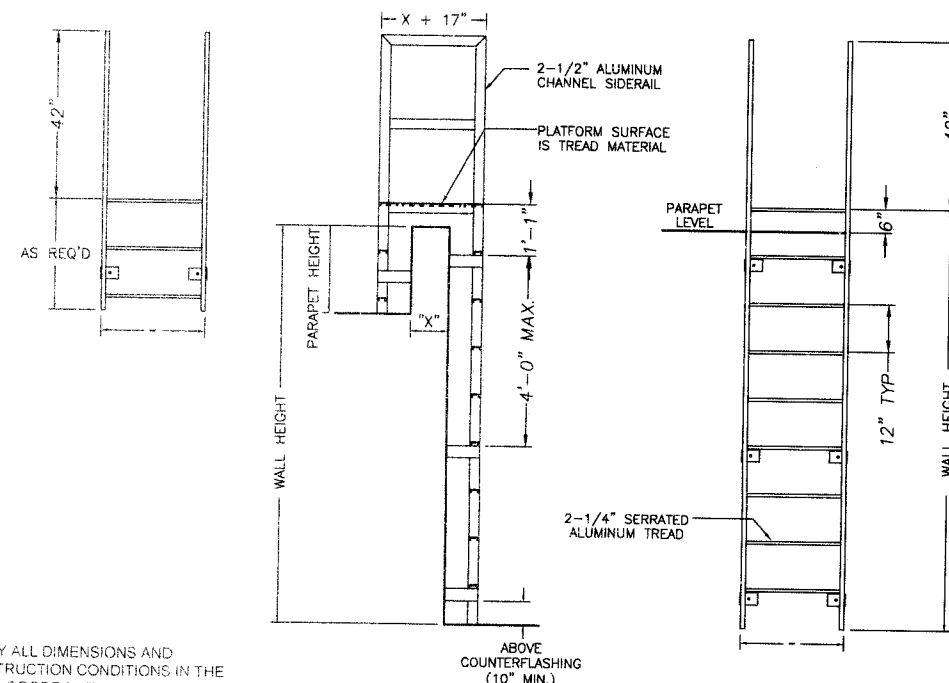 X + 17"
42"
AS REQ'D
2-1/2" ALUMINUM
CHANNEL SIDERAIL
PLATFORM SURFACE
IS TREAD MATERIAL
1'-1"
PARAPET HEIGHT
"X"
4'-0" MAX.
WALL HEIGHT
ABOVE
COUNTERFLASHING
(10" MIN.)
PARAPET
LEVEL
6"
12" TYP
WALL HEIGHT
2-1/4" SERRATED
ALUMINUM TREAD
ALL DIMENSIONS AND
CONDITIONS IN THE